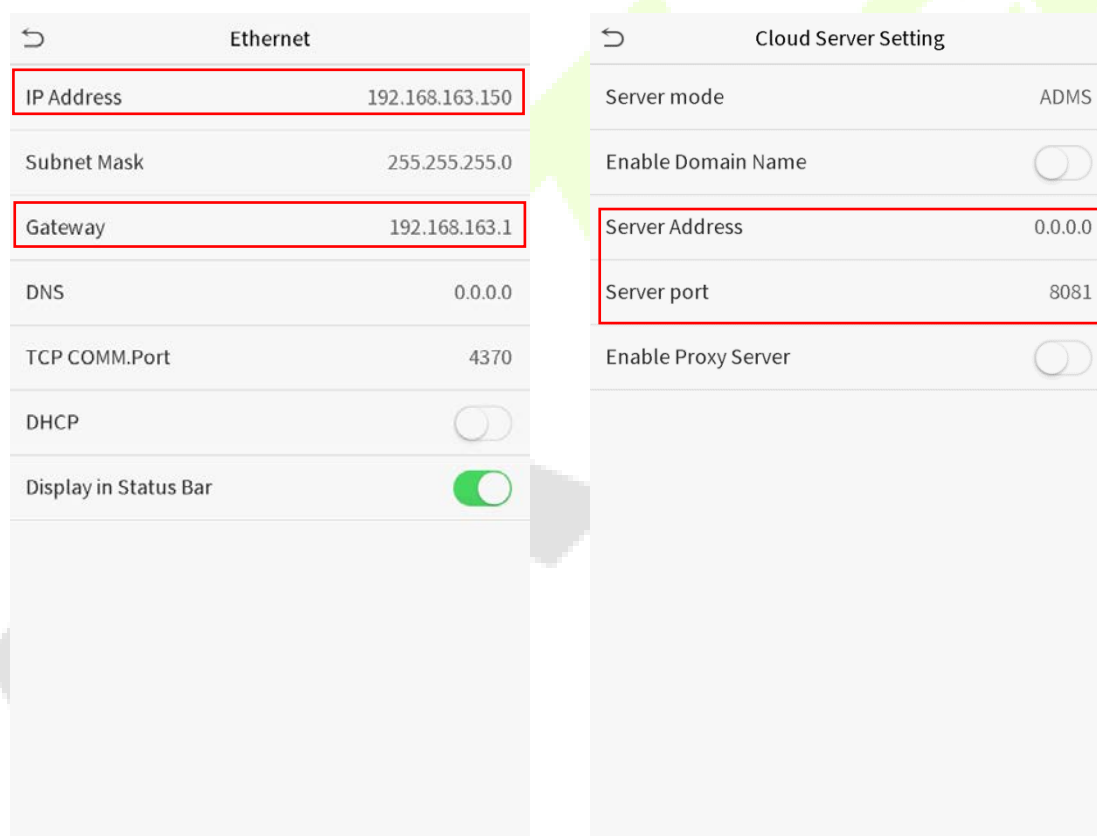 Ethernet
IP Address 192.168.163.150
Subnet Mask 255.255.255.0
Gateway 192.168.163.1
DNS 0.0.0.0
TCP COMM.Port 4370
DHCP
Display in Status Bar
Cloud Server Setting
Server mode ADMS
Enable Domain Name
Server Address 0.0.0.0
Server port 8081
Enable Proxy Server